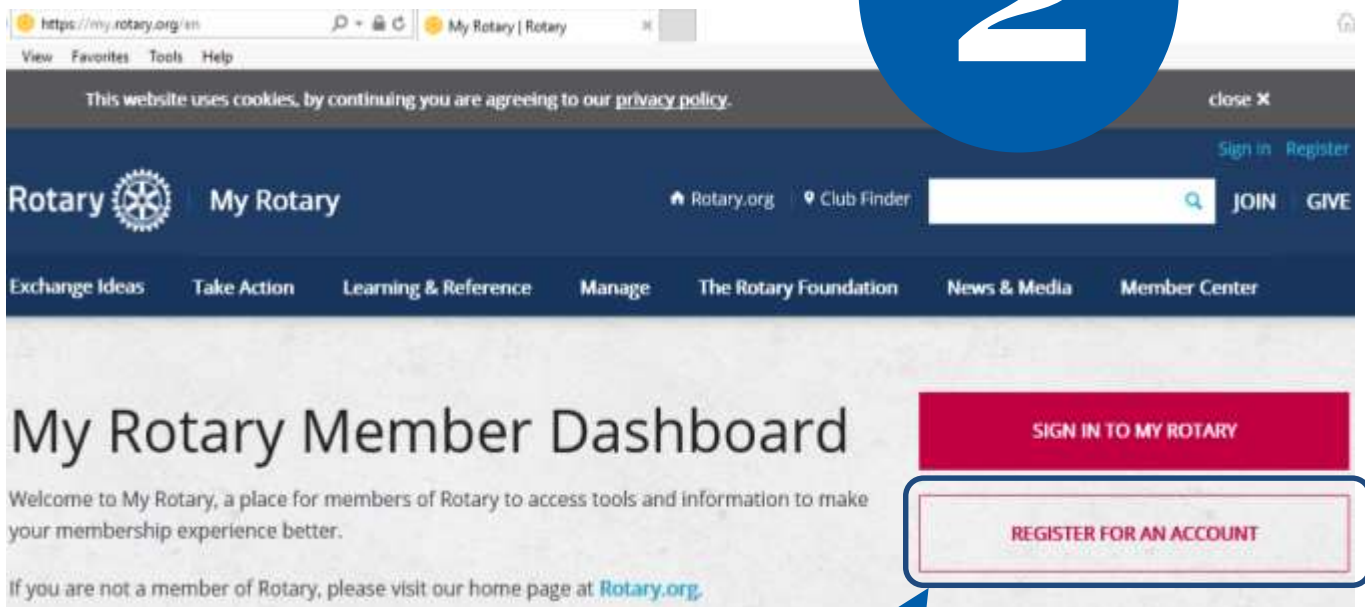 https://my.rotary.org/en
My Rotary | Rotary
View Favorites Tools Help
2
This website uses cookies, by continuing you are agreeing to our privacy policy.
close X
Sign in Register
Rotary My Rotary
Rotary.org Club Finder
JOIN GIVE
Exchange Ideas Take Action Learning & Reference Manage The Rotary Foundation News & Media Member Center
My Rotary Member Dashboard
SIGN IN TO MY ROTARY
Welcome to My Rotary, a place for members of Rotary to access tools and information to make
your membership experience better.
REGISTER FOR AN ACCOUNT
If you are not a member of Rotary, please visit our home page at Rotary.org.